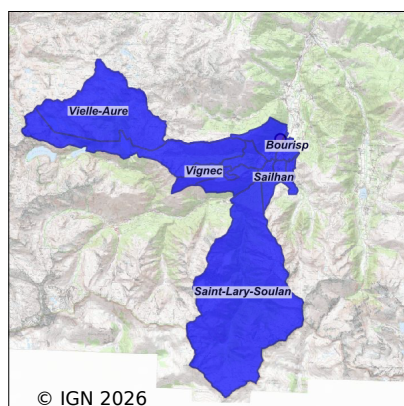 Vielle-Aure
Bourisp
Vignec
Sailhan
Saint-Lary-Soulan
© IGN 2026